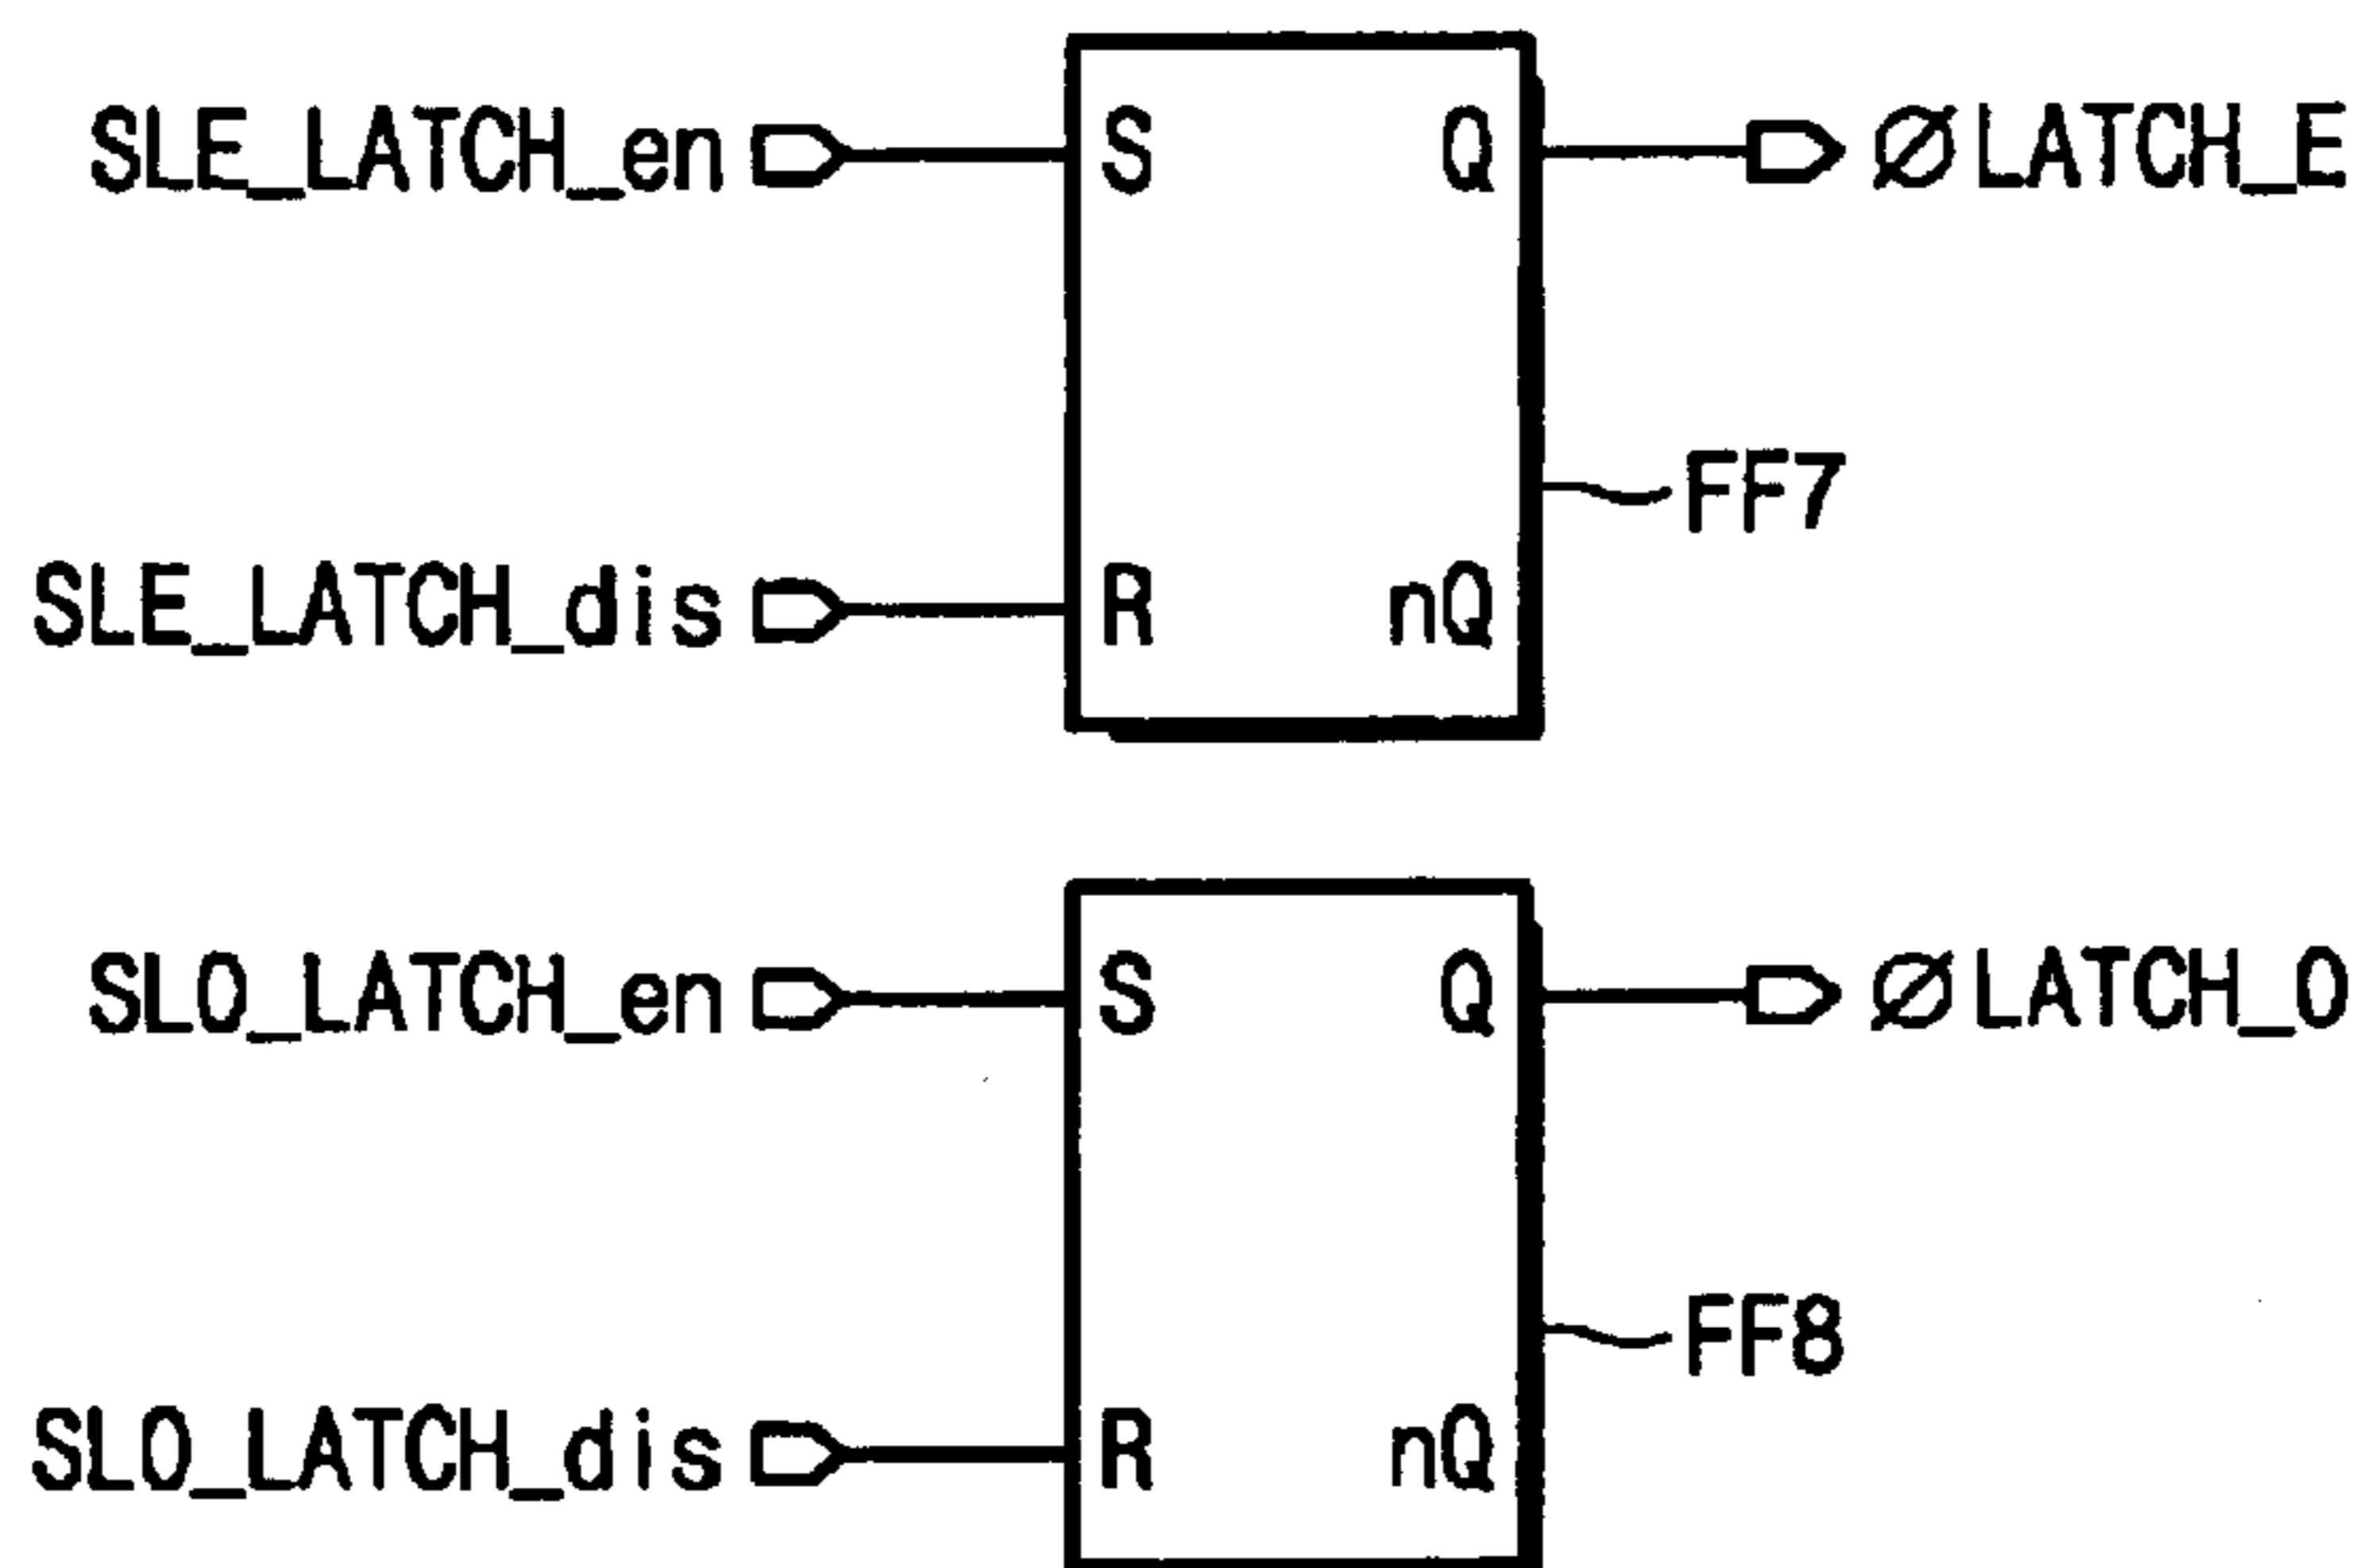 SLE_LATCH_en S Q ØLATCH_E
FF7
SLE_LATCH_dis R nQ
SLO_LATCH_en S Q ØLATCH_O
FF8
SLO_LATCH_dis R nQ